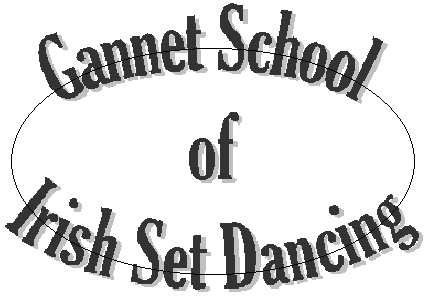 Gannet School
of
Irish Set Dancing